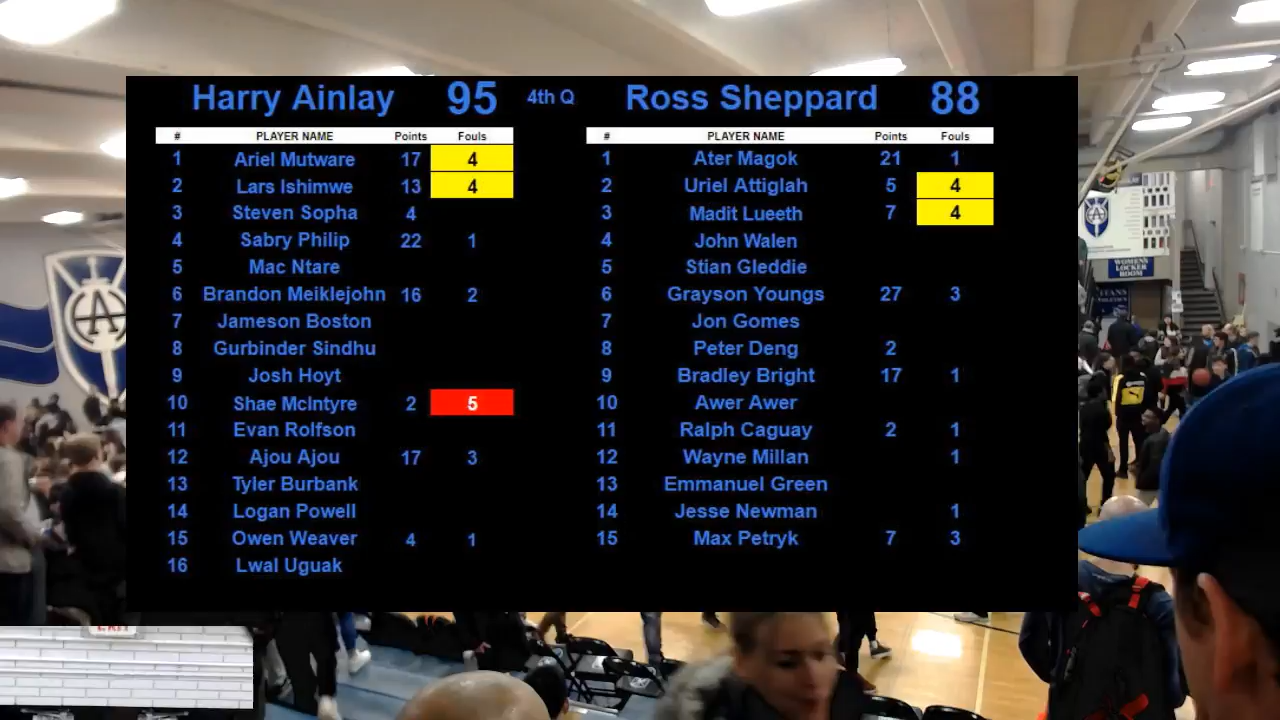 Harry Ainlay 95 4th Q Ross Sheppard 88
# PLAYER NAME Points Fouls # PLAYER NAME Points Fouls
1 Ariel Mutware 17 4 1 Ater Magok 21 1
2 Lars Ishimwe 13 4 2 Uriel Attiglah 5 4
3 Steven Sopha 4 3 Madit Lueeth 7 4
4 Sabry Philip 22 1 4 John Walen
5 Mac Ntare 5 Stian Gleddie
6 Brandon Meiklejohn 16 2 6 Grayson Youngs 27 3
7 Jameson Boston 7 Jon Gomes
8 Gurbinder Sindhu 8 Peter Deng 2
9 Josh Hoyt 9 Bradley Bright 17 1
10 Shae McIntyre 2 5 10 Awer Awer
11 Evan Rolfson 11 Ralph Caguay 2 1
12 Ajou Ajou 17 3 12 Wayne Millan 1
13 Tyler Burbank 13 Emmanuel Green
14 Logan Powell 14 Jesse Newman 1
15 Owen Weaver 4 1 15 Max Petryk 7 3
16 Lwal Uguak
A
A
WOMENS
LOCKER
ROOM
EXIT